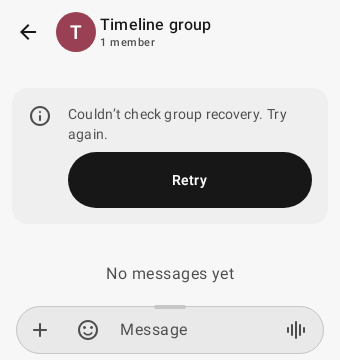 T
Timeline group
1 member
Couldn't check group recovery. Try
again.
Retry
No messages yet
Message